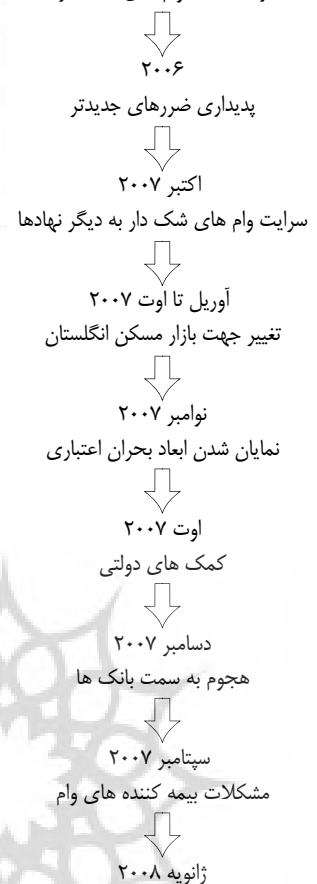 ۲۰۰۶
پدیداری ضررهای جدیدتر
اکتبر ۲۰۰۷
سرایت وام های شک دار به دیگر نهادها
آوریل تا اوت ۲۰۰۷
تغییر جهت بازار مسکن انگلستان
نوامبر ۲۰۰۷
نمایان شدن ابعاد بحران اعتباری
اوت ۲۰۰۷
کمک های دولتی
دسامبر ۲۰۰۷
هجوم به سمت بانک ها
سپتامبر ۲۰۰۷
مشکلات بیمه کننده های وام
ژانویه ۲۰۰۸